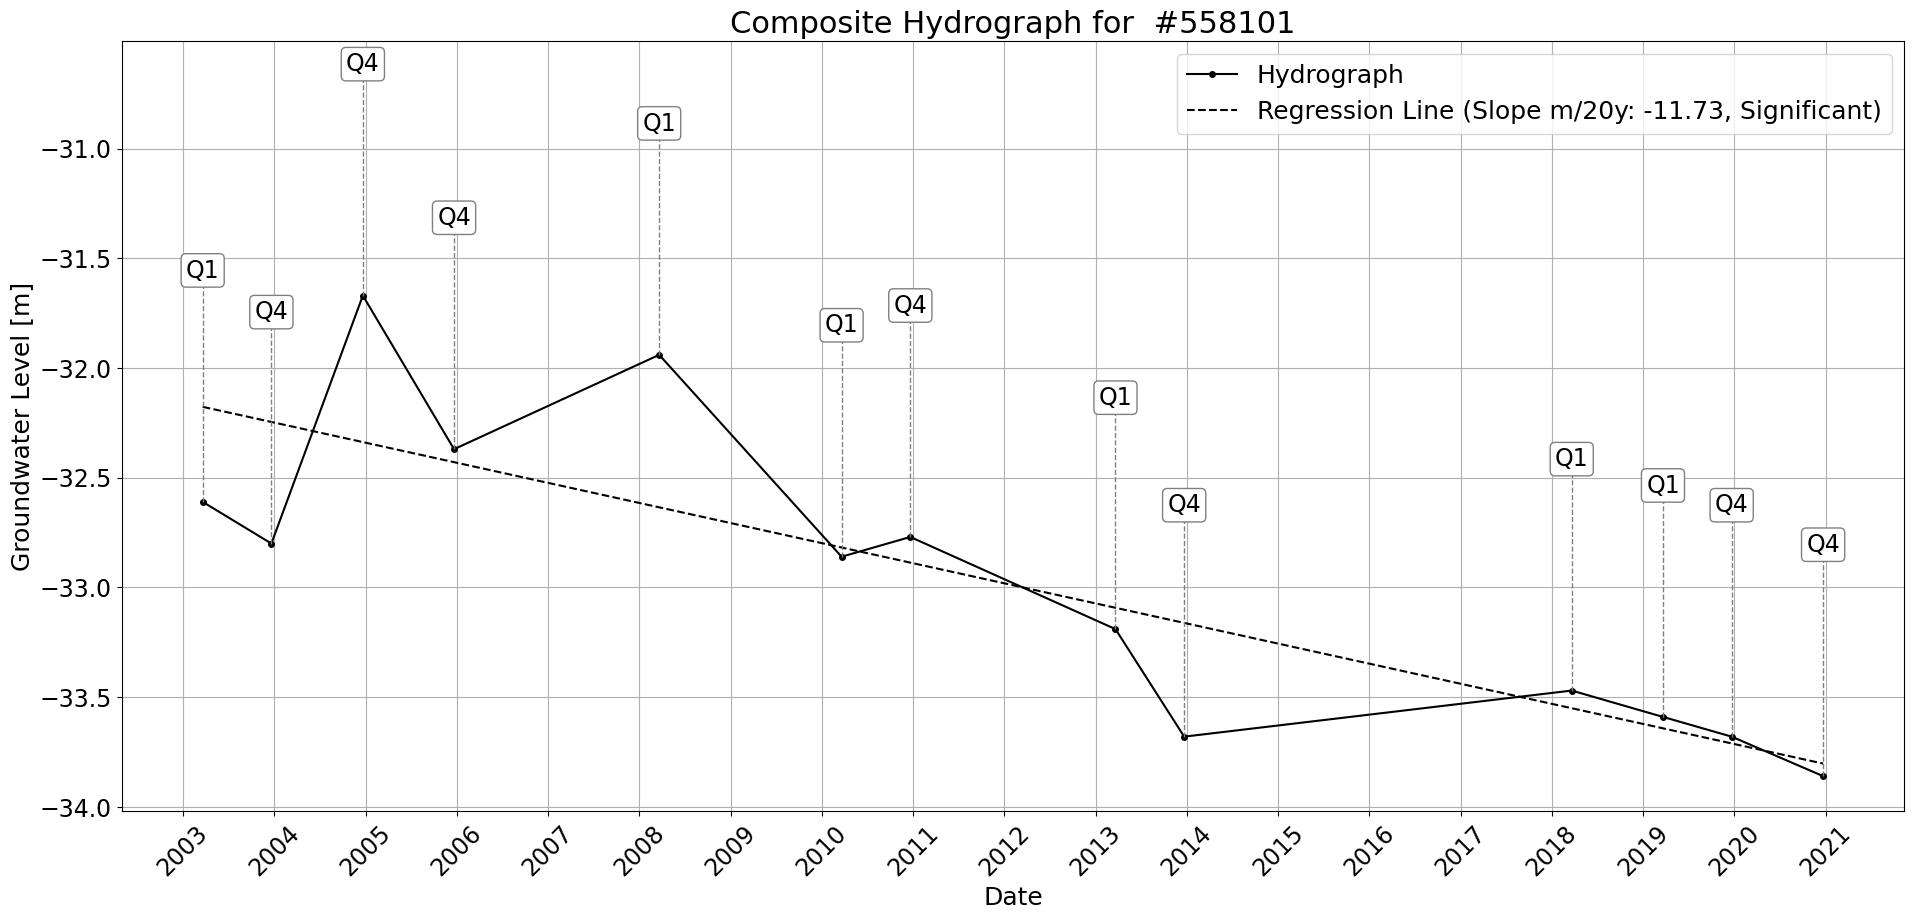 Composite Hydrograph for  #558101
Hydrograph
Regression Line (Slope m/20y: -11.73, Significant)
Groundwater Level [m]
−31.0
−31.5
−32.0
−32.5
−33.0
−33.5
−34.0
Q1
Q4
Q4
Q4
Q1
Q1
Q4
Q1
Q4
Q1
Q1
Q4
Q4
2003
2004
2005
2006
2007
2008
2009
2010
2011
2012
2013
2014
2015
2016
2017
2018
2019
2020
2021
Date